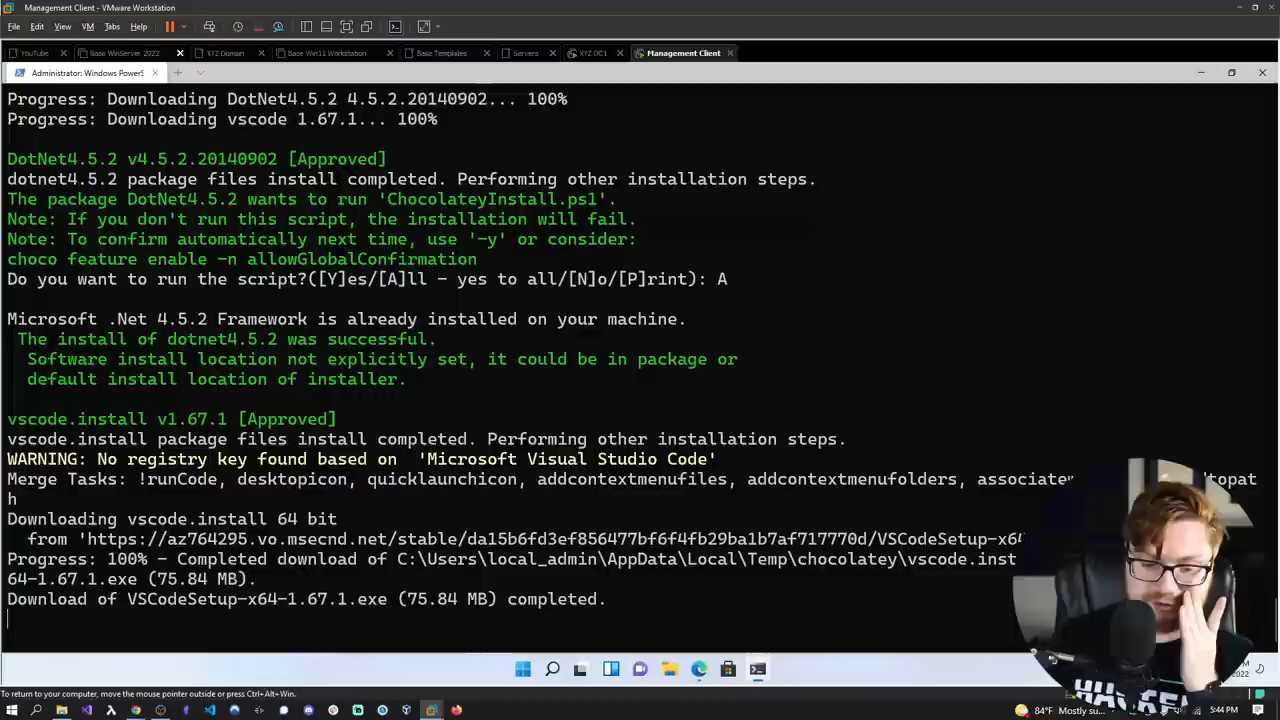 Management Client - VMware Workstation
File Edit View VM Tabs Help
YouTube Base WinServer 2022 XYZ Domain Base Win11 Workstation Base Templates Servers XYZ DC1 Management Client
Administrator: Windows PowerS
Progress: Downloading DotNet4.5.2 4.5.2.20140902... 100%
Progress: Downloading vscode 1.67.1... 100%
DotNet4.5.2 v4.5.2.20140902 [Approved]
dotnet4.5.2 package files install completed. Performing other installation steps.
The package DotNet4.5.2 wants to run 'ChocolateyInstall.ps1'.
Note: If you don't run this script, the installation will fail.
Note: To confirm automatically next time, use '-y' or consider:
choco feature enable -n allowGlobalConfirmation
Do you want to run the script?([Y]es/[A]ll - yes to all/[N]o/[P]rint): A
Microsoft .Net 4.5.2 Framework is already installed on your machine.
The install of dotnet4.5.2 was successful.
Software install location not explicitly set, it could be in package or
default install location of installer.
vscode.install v1.67.1 [Approved]
vscode.install package files install completed. Performing other installation steps.
WARNING: No registry key found based on 'Microsoft Visual Studio Code'
Merge Tasks: !runCode, desktopicon, quicklaunchicon, addcontextmenufiles, addcontextmenufolders, associatew topat
h
Downloading vscode.install 64 bit
from 'https://az764295.vo.msecnd.net/stable/da15b6fd3ef856477bf6f4fb29ba1b7af717770d/VSCodeSetup-x64
Progress: 100% - Completed download of C:\Users\local_admin\AppData\Local\Temp\chocolatey\vscode.inst
64-1.67.1.exe (75.84 MB).
Download of VSCodeSetup-x64-1.67.1.exe (75.84 MB) completed.
2022
HACKE
To return to your computer, move the mouse pointer outside or press Ctrl+Alt+Win.
84°F Mostly su... 5:44 PM